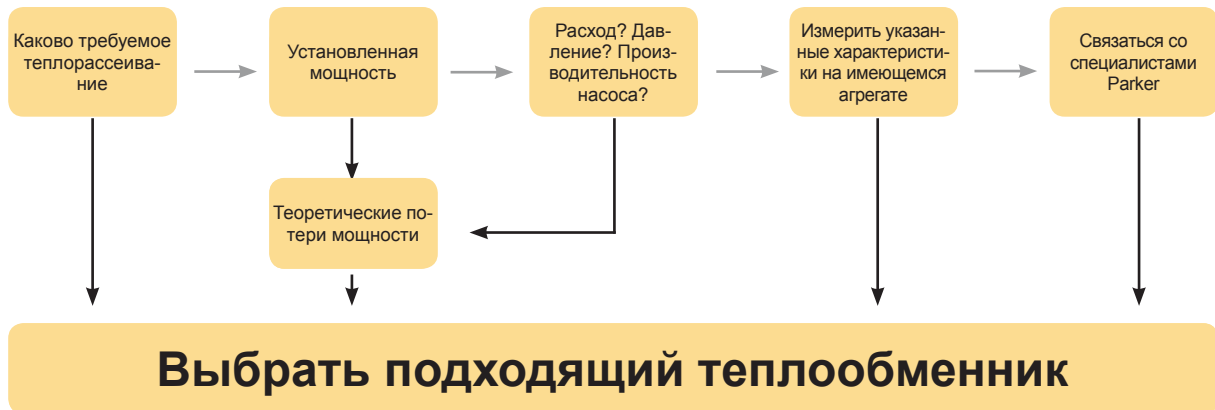 Каково требуемое
теплорассеива-
ние
Установленная
мощность
Расход? Дав-
ление? Произ-
водительность
насоса?
Измерить указан-
ные характеристи-
ки на имеющемся
агрегате
Связаться со
специалистами
Parker
Теоретические по-
тери мощности
Выбрать подходящий теплообменник